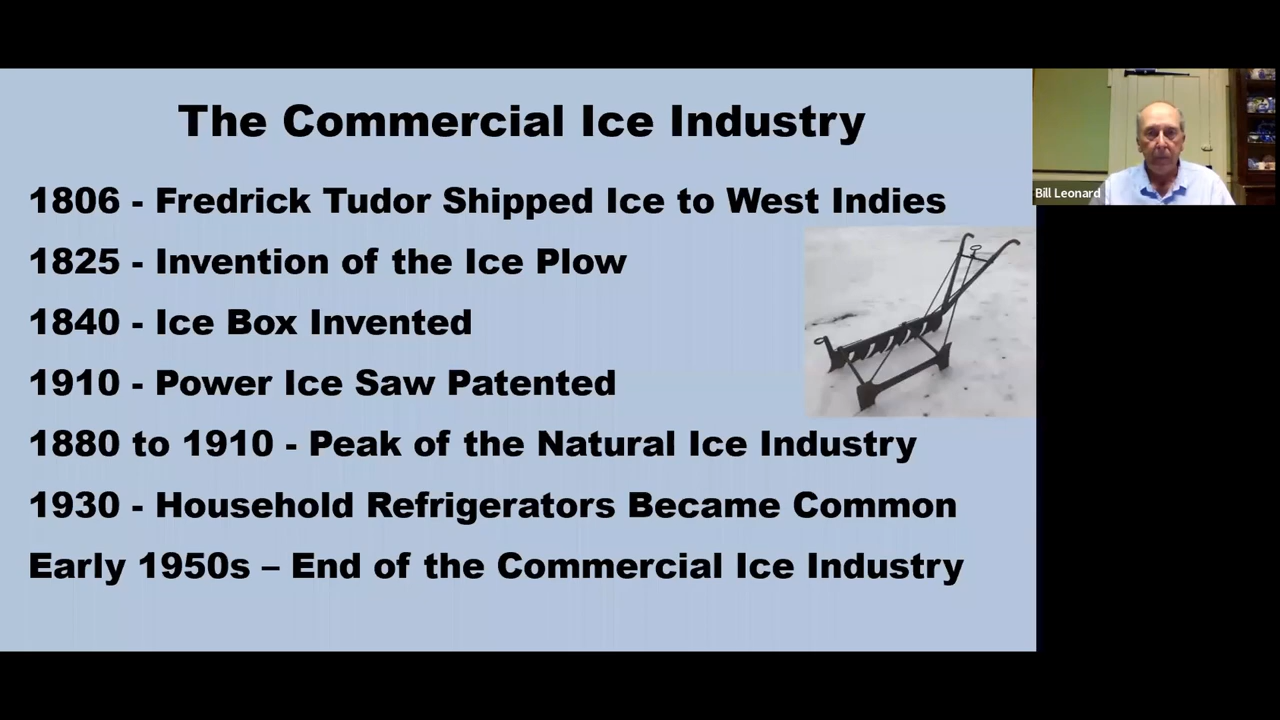 The Commercial Ice Industry
1806 - Fredrick Tudor Shipped Ice to West Indies
1825 - Invention of the Ice Plow
1840 - Ice Box Invented
1910 - Power Ice Saw Patented
1880 to 1910 - Peak of the Natural Ice Industry
1930 - Household Refrigerators Became Common
Early 1950s – End of the Commercial Ice Industry
Bill Leonard